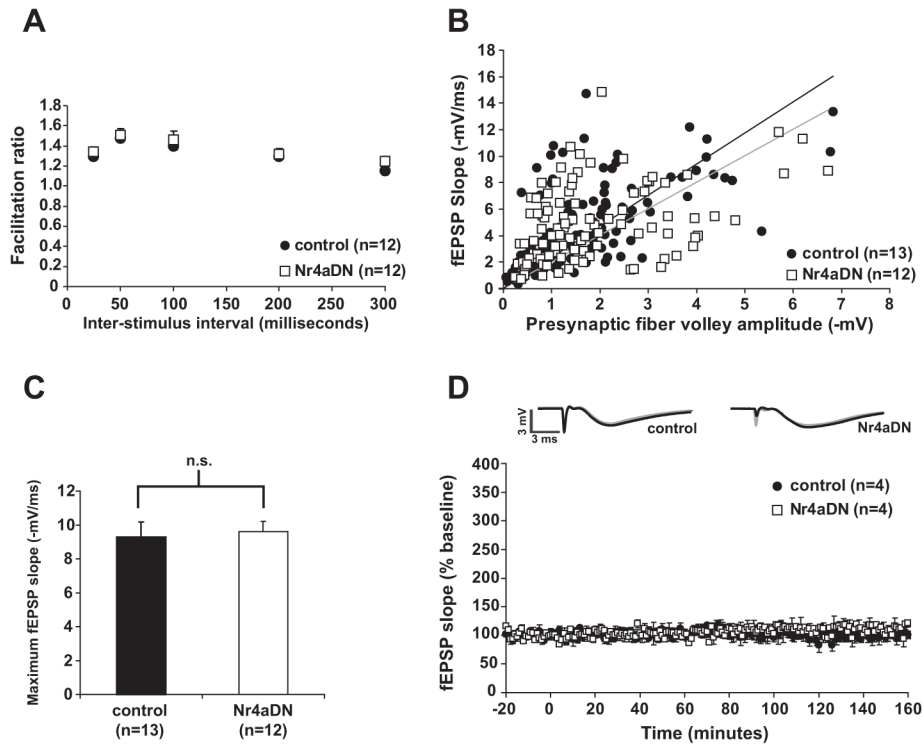 A
Facilitation ratio
1.8
1.6
1.4
1.2
1.0
0.8
0.6
0.4
0.2
0
0 50 100 150 200 250 300
Inter-stimulus interval (milliseconds)
control (n=12)
Nr4aDN (n=12)
B
fEPSP Slope (-mV/ms)
18
16
14
12
10
8
6
4
2
0
0 1 2 3 4 5 6 7 8
Presynaptic fiber volley amplitude (-mV)
control (n=13)
Nr4aDN (n=12)
C
n.s.
Maximum fEPSP slope (-mV/ms)
12
10
8
6
4
2
0
control
(n=13)
Nr4aDN
(n=12)
D
3 mV
3 ms
control
Nr4aDN
fEPSP slope (% baseline)
400
350
300
250
200
150
100
50
0
control (n=4)
Nr4aDN (n=4)
-20 0 20 40 60 80 100 120 140 160
Time (minutes)